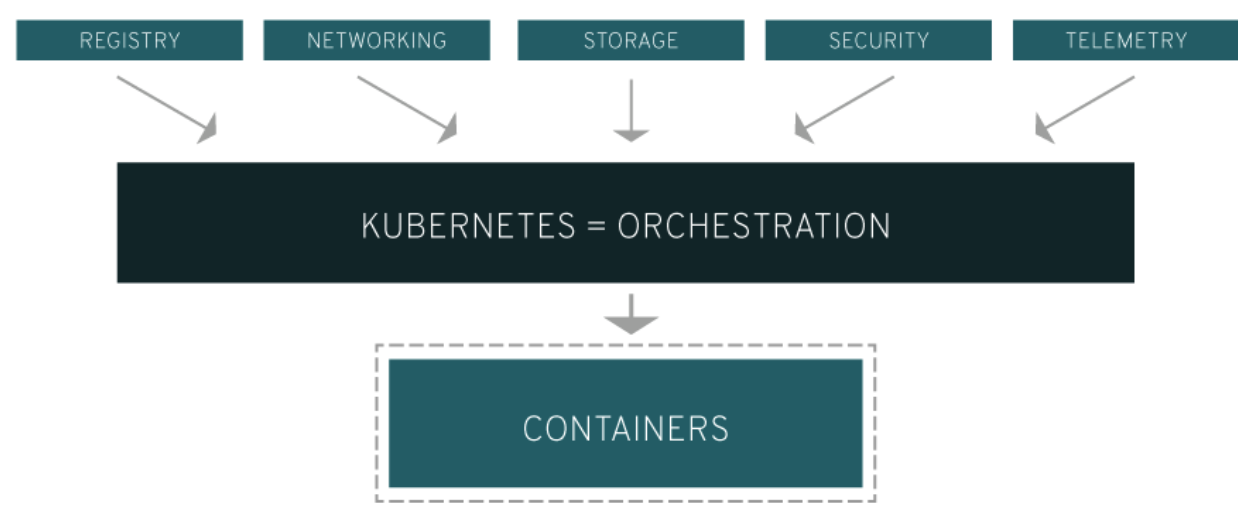 REGISTRY
NETWORKING
STORAGE
SECURITY
TELEMETRY
KUBERNETES = ORCHESTRATION
CONTAINERS